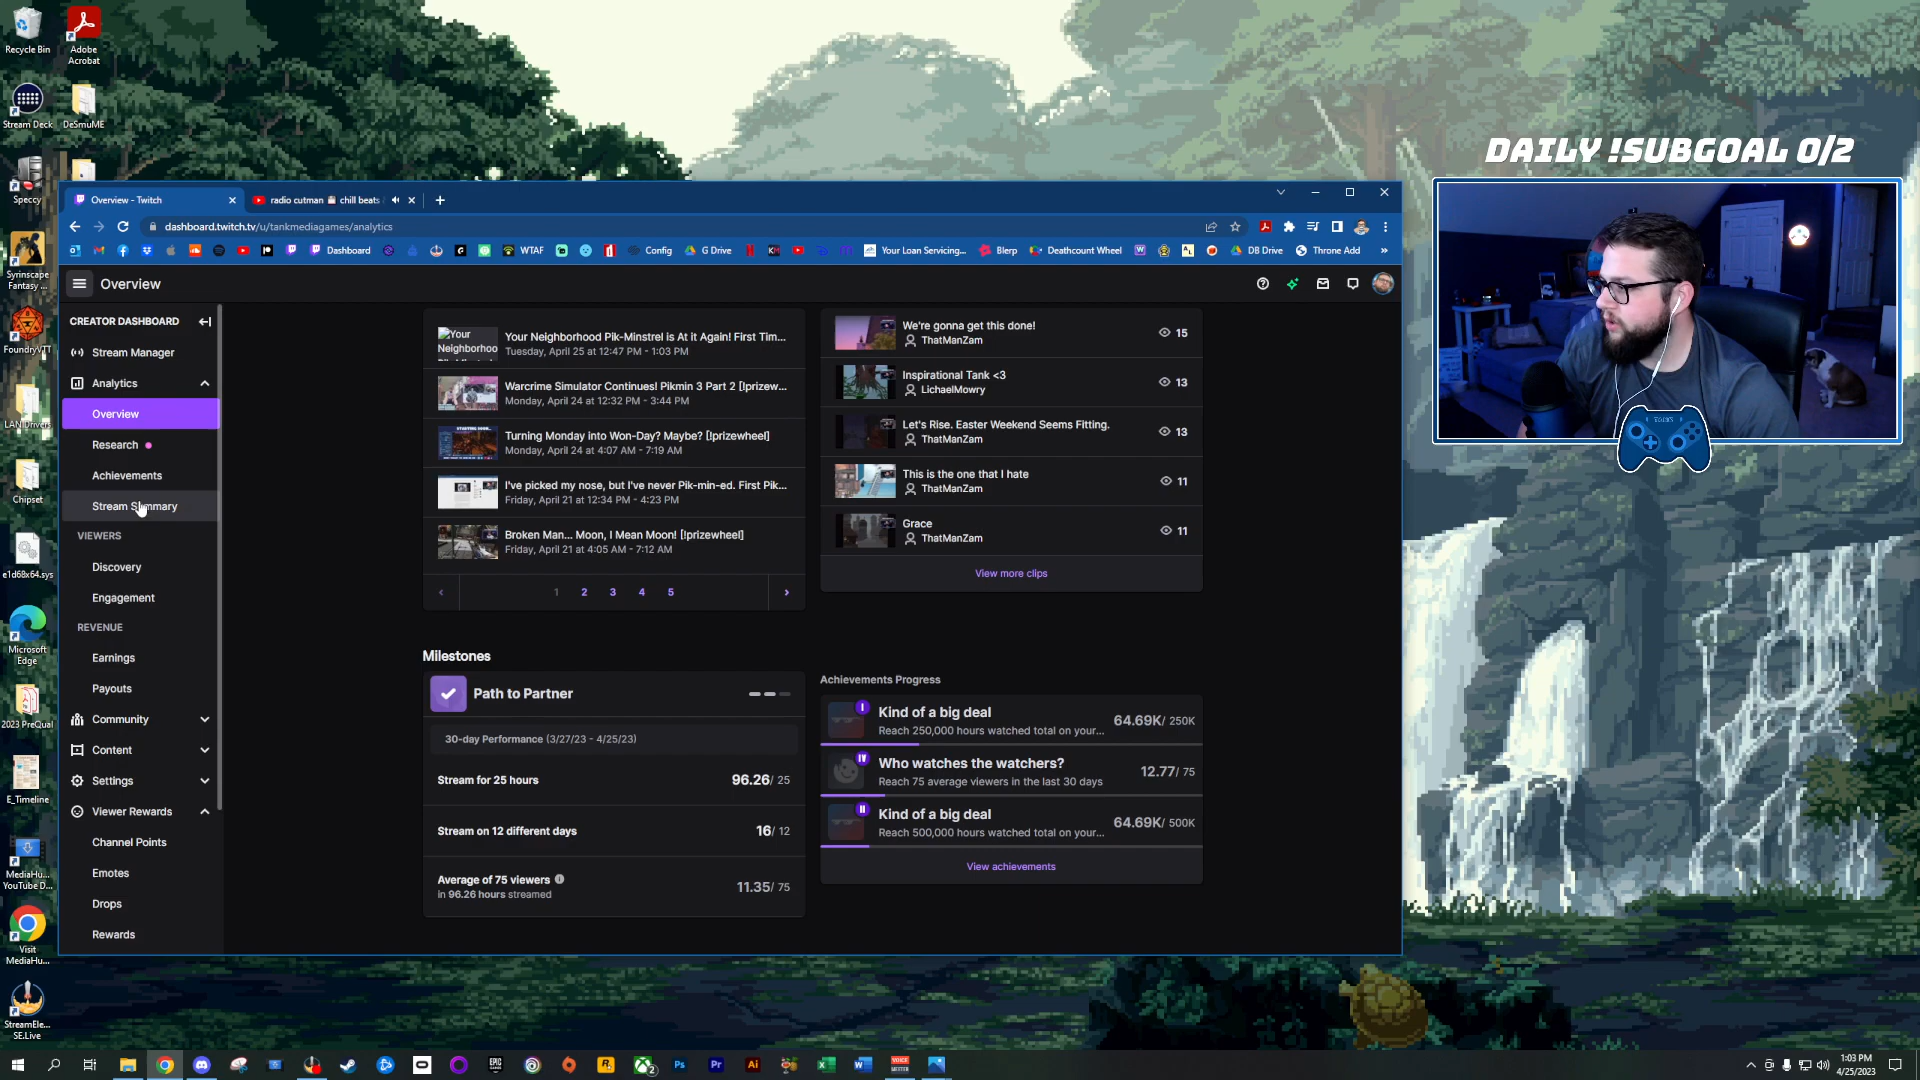 Recycle Bin
Adobe
Acrobat
Stream Deck
DeSmuME
Speccy
Syrinscape
Fantasy ...
FoundryVTT
LAN Drivers
Chipset
e1d68x64.sys
Microsoft
Edge
2023 PreQual
E_Timeline
MediaHu...
YouTube D...
Visit
MediaHu...
StreamEle...
SE.Live
DAILY !SUBGOAL 0/2
Overview - Twitch
radio cutman
chill beats
dashboard.twitch.tv/u/tankmediagames/analytics
Dashboard
WTAF
Config
G Drive
Your Loan Servicing...
Blerp
Deathcount Wheel
DB Drive
Throne Add
»
Overview
CREATOR DASHBOARD
Stream Manager
Analytics
Overview
Research
Achievements
Stream Summary
VIEWERS
Discovery
Engagement
REVENUE
Earnings
Payouts
Community
Content
Settings
Viewer Rewards
Channel Points
Emotes
Drops
Rewards
Your
Neighborhoo
Pik-Minstrel
Your Neighborhood Pik-Minstrel is At it Again! First Tim...
Tuesday, April 25 at 12:47 PM - 1:03 PM
Warcrime Simulator Continues! Pikmin 3 Part 2 [!prizew...
Monday, April 24 at 12:32 PM - 3:44 PM
Turning Monday into Won-Day? Maybe? [!prizewheel]
Monday, April 24 at 4:07 AM - 7:19 AM
I've picked my nose, but I've never Pik-min-ed. First Pik...
Friday, April 21 at 12:34 PM - 4:23 PM
Broken Man... Moon, I Mean Moon! [!prizewheel]
Friday, April 21 at 4:05 AM - 7:12 AM
‹ 1 2 3 4 5 ›
We're gonna get this done!
ThatManZam
15
Inspirational Tank <3
LichaelMowry
13
Let's Rise. Easter Weekend Seems Fitting.
ThatManZam
13
This is the one that I hate
ThatManZam
11
Grace
ThatManZam
11
View more clips
Milestones
Path to Partner
30-day Performance (3/27/23 - 4/25/23)
Stream for 25 hours
96.26/ 25
Stream on 12 different days
16/ 12
Average of 75 viewers
in 96.26 hours streamed
11.35/ 75
Achievements Progress
I
Kind of a big deal
Reach 250,000 hours watched total on your...
64.69K/ 250K
IV
Who watches the watchers?
Reach 75 average viewers in the last 30 days
12.77/ 75
II
Kind of a big deal
Reach 500,000 hours watched total on your...
64.69K/ 500K
View achievements
1:03 PM
4/25/2023